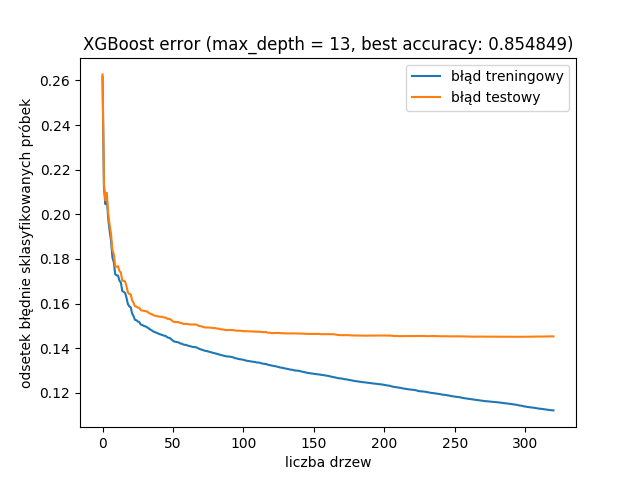 XGBoost error (max_depth = 13, best accuracy: 0.854849)
błąd treningowy
błąd testowy
odsetek błędnie sklasyfikowanych próbek
0.26
0.24
0.22
0.20
0.18
0.16
0.14
0.12
0 50 100 150 200 250 300
liczba drzew